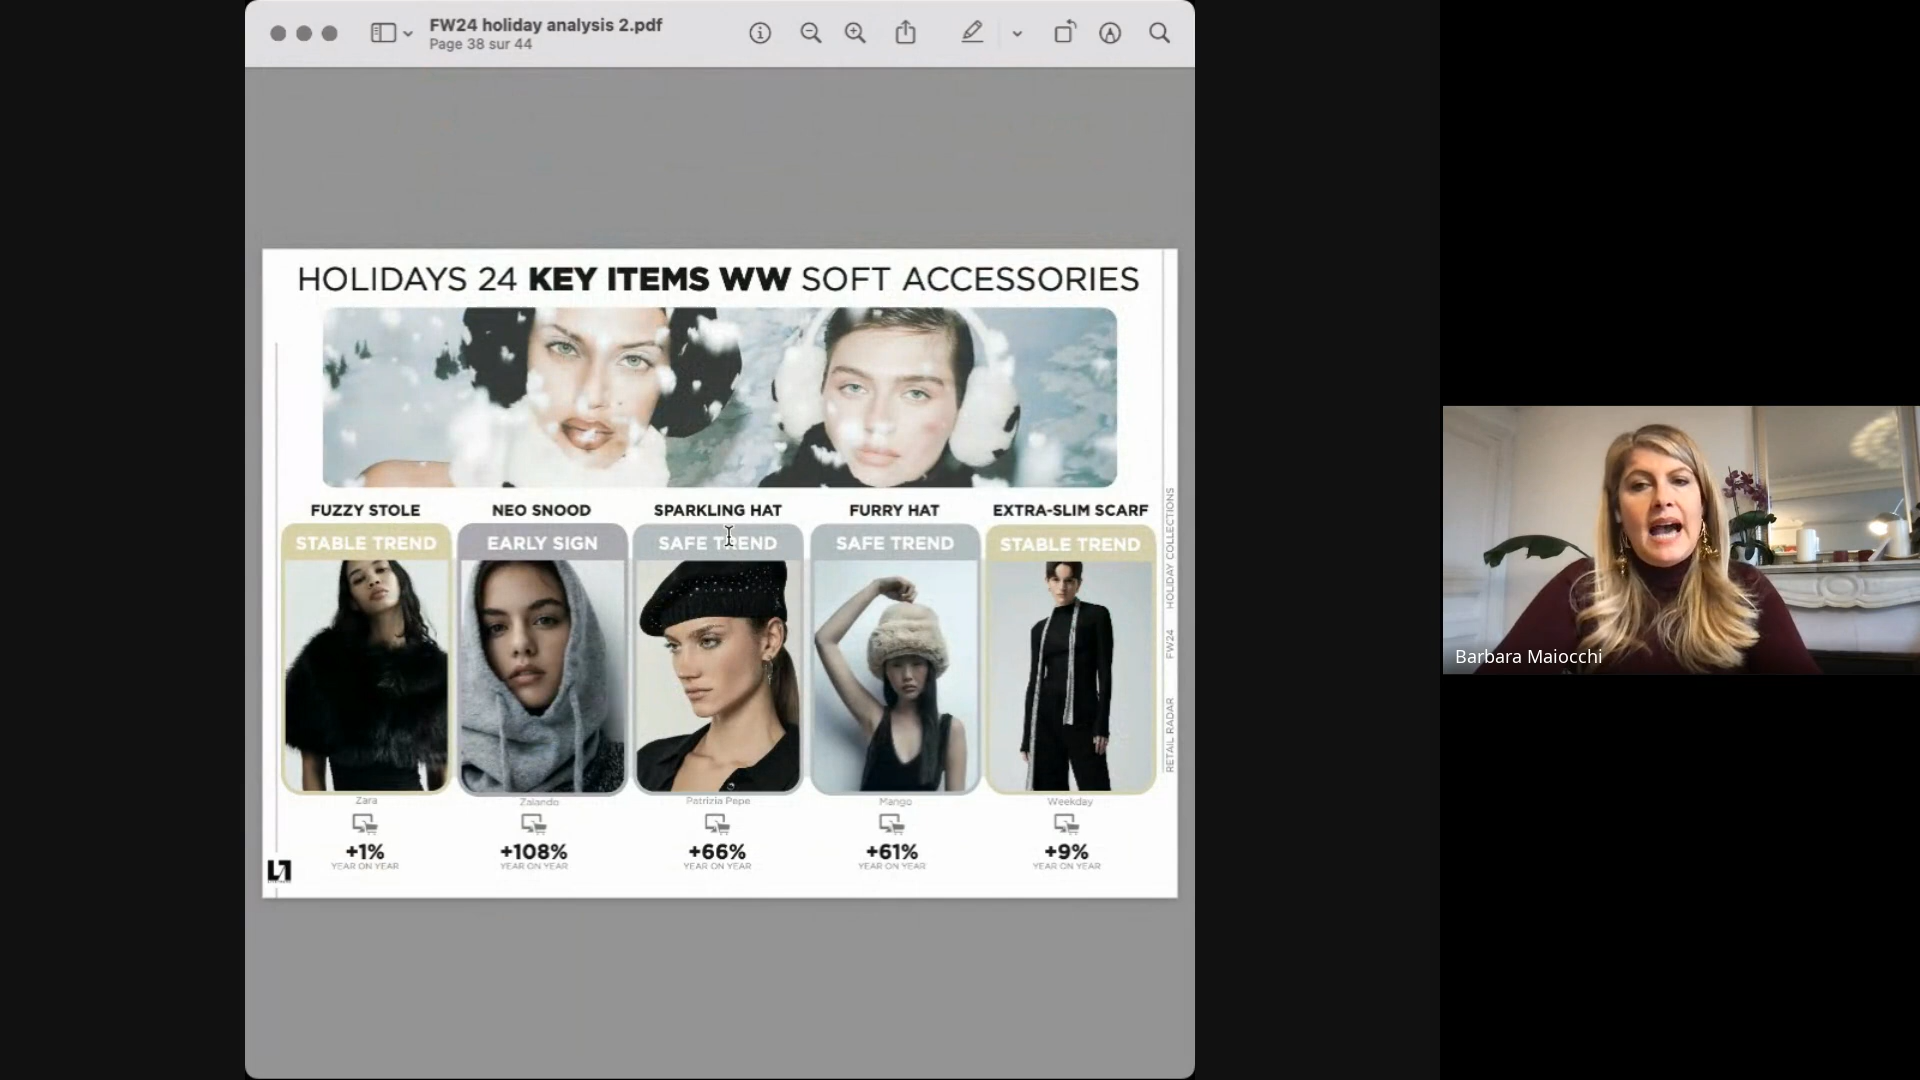 FW24 holiday analysis 2.pdf
Page 38 sur 44
HOLIDAYS 24 KEY ITEMS WW SOFT ACCESSORIES
FUZZY STOLE
NEO SNOOD
SPARKLING HAT
FURRY HAT
EXTRA-SLIM SCARF
STABLE TREND
EARLY SIGN
SAFE TREND
SAFE TREND
STABLE TREND
Zara
Zalando
Patrizia Pepe
Mango
Weekday
+1%
+108%
+66%
+61%
+9%
YEAR ON YEAR
YEAR ON YEAR
YEAR ON YEAR
YEAR ON YEAR
YEAR ON YEAR
RETAIL RADAR FW24 HOLIDAY COLLECTIONS
Barbara Maiocchi